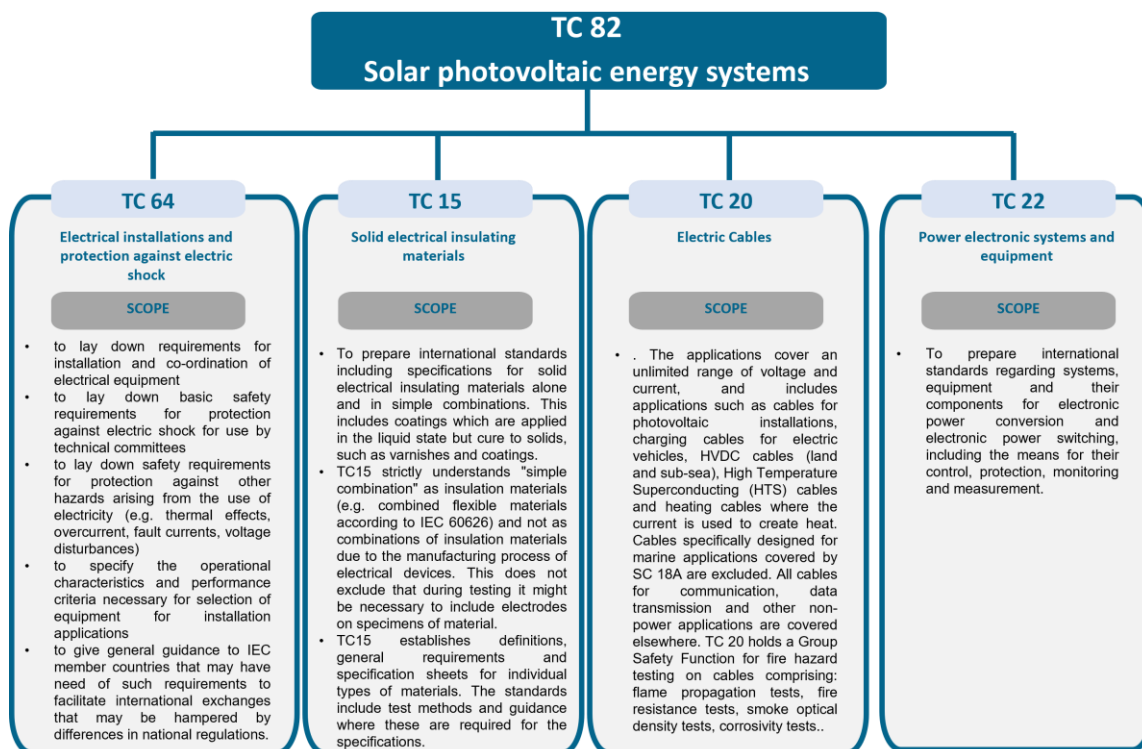 TC 82
Solar photovoltaic energy systems
TC 64
Electrical installations and
protection against electric
shock
SCOPE
• to lay down requirements for
installation and co-ordination of
electrical equipment
• to lay down basic safety
requirements for protection
against electric shock for use by
technical committees
• to lay down safety requirements
for protection against other
hazards arising from the use of
electricity (e.g. thermal effects,
overcurrent, fault currents, voltage
disturbances)
• to specify the operational
characteristics and performance
criteria necessary for selection of
equipment for installation
applications
• to give general guidance to IEC
member countries that may have
need of such requirements to
facilitate international exchanges
that may be hampered by
differences in national regulations.
TC 15
Solid electrical insulating
materials
SCOPE
• To prepare international standards
including specifications for solid
electrical insulating materials alone
and in simple combinations. This
includes coatings which are applied
in the liquid state but cure to solids,
such as varnishes and coatings.
• TC15 strictly understands "simple
combination" as insulation materials
(e.g. combined flexible materials
according to IEC 60626) and not as
combinations of insulation materials
due to the manufacturing process of
electrical devices. This does not
exclude that during testing it might
be necessary to include electrodes
on specimens of material.
• TC15 establishes definitions,
general requirements and
specification sheets for individual
types of materials. The standards
include test methods and guidance
where these are required for the
specifications.
TC 20
Electric Cables
SCOPE
• . The applications cover an
unlimited range of voltage and
current, and includes
applications such as cables for
photovoltaic installations,
charging cables for electric
vehicles, HVDC cables (land
and sub-sea), High Temperature
Superconducting (HTS) cables
and heating cables where the
current is used to create heat.
Cables specifically designed for
marine applications covered by
SC 18A are excluded. All cables
for communication, data
transmission and other non-
power applications are covered
elsewhere. TC 20 holds a Group
Safety Function for fire hazard
testing on cables comprising:
flame propagation tests, fire
resistance tests, smoke optical
density tests, corrosivity tests..
TC 22
Power electronic systems and
equipment
SCOPE
• To prepare international
standards regarding systems,
equipment and their
components for electronic
power conversion and
electronic power switching,
including the means for their
control, protection, monitoring
and measurement.